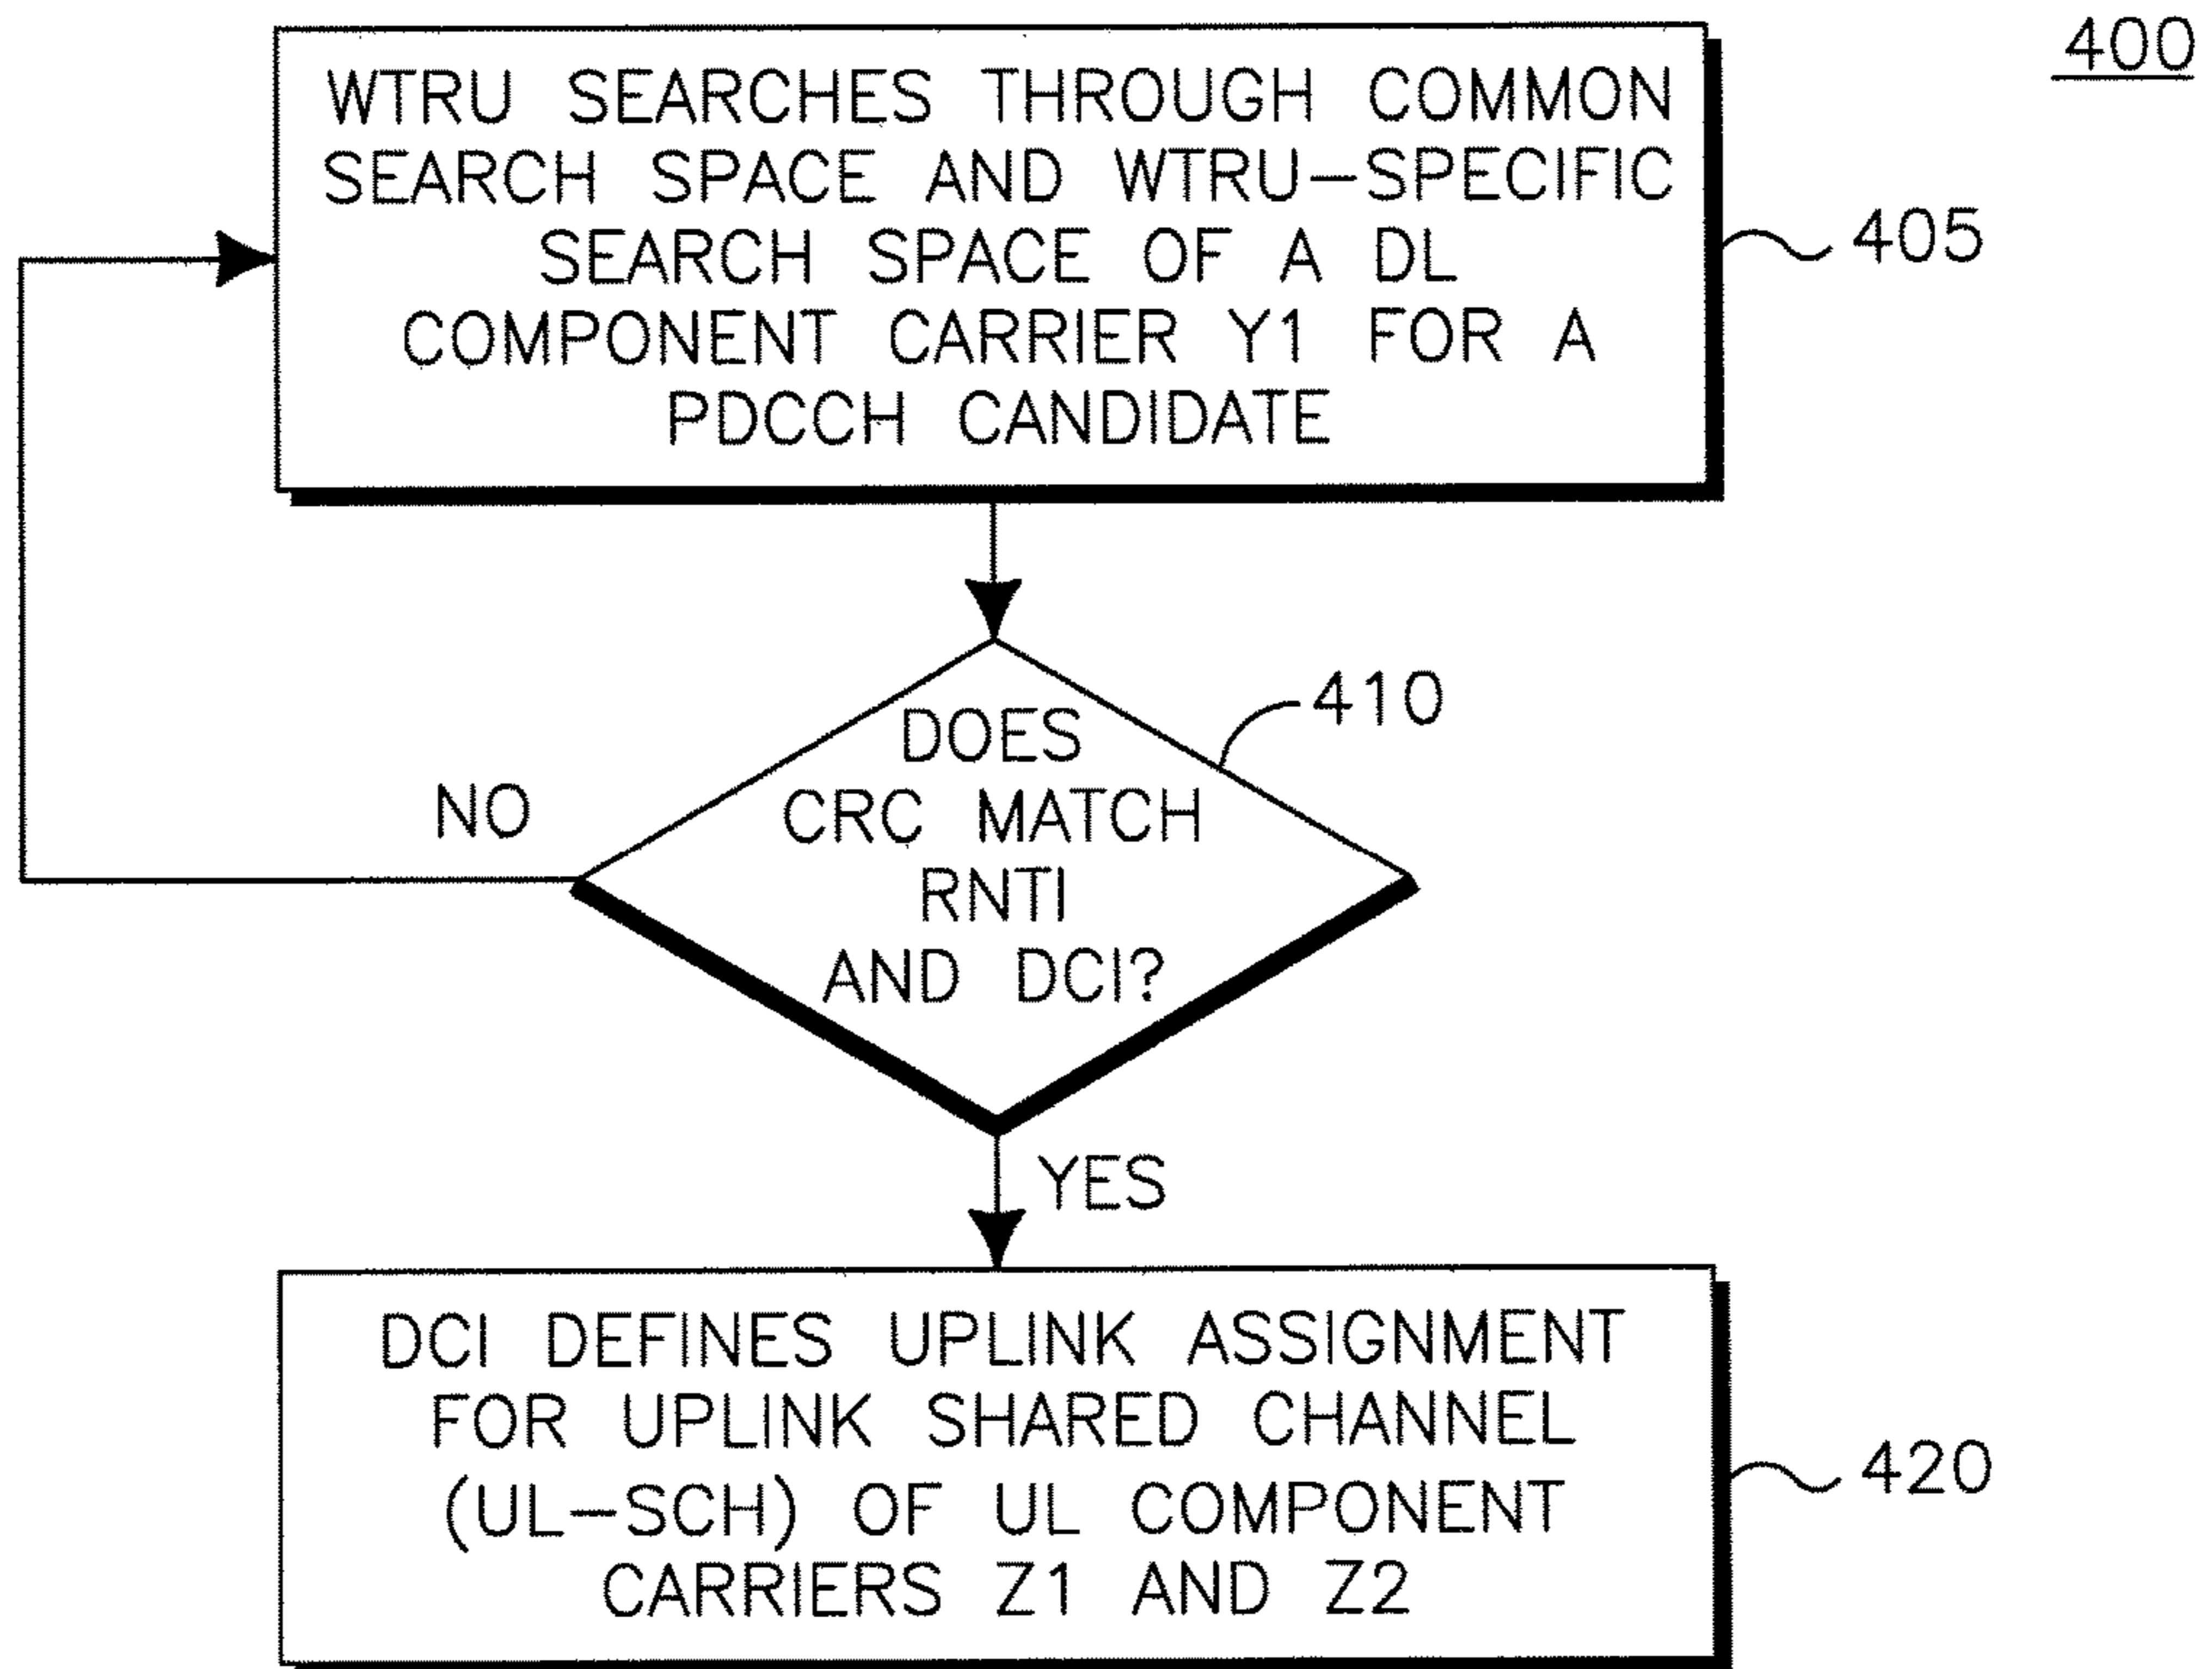 400
WTRU SEARCHES THROUGH COMMON
SEARCH SPACE AND WTRU-SPECIFIC
SEARCH SPACE OF A DL
COMPONENT CARRIER Y1 FOR A
PDCCH CANDIDATE
405
410
DOES
CRC MATCH
RNTI
AND DCI?
NO
YES
DCI DEFINES UPLINK ASSIGNMENT
FOR UPLINK SHARED CHANNEL
(UL-SCH) OF UL COMPONENT
CARRIERS Z1 AND Z2
420